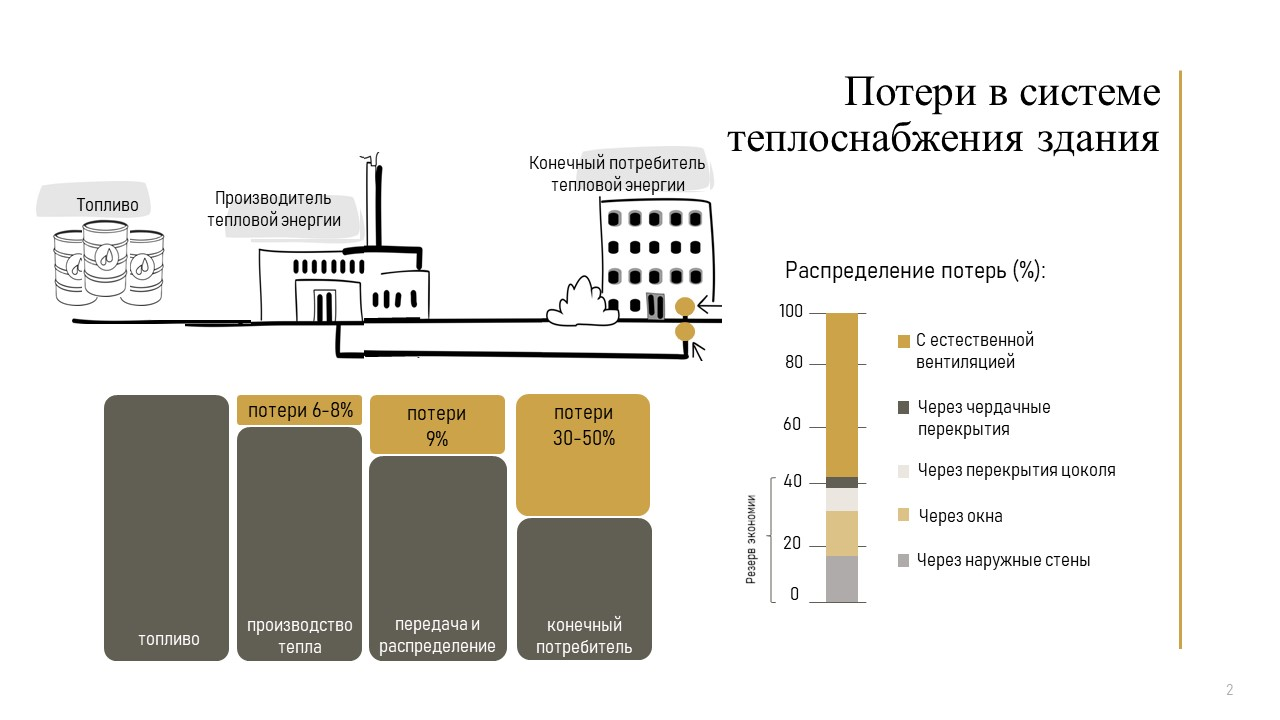 Потери в системе
теплоснабжения здания
Топливо
Производитель
тепловой энергии
Конечный потребитель
тепловой энергии
потери 6-8%
потери
9%
потери
30-50%
топливо
производство
тепла
передача и
распределение
конечный
потребитель
Распределение потерь (%):
100
80
60
40
20
0
Резерв экономии
С естественной
вентиляцией
Через чердачные
перекрытия
Через перекрытия цоколя
Через окна
Через наружные стены
2